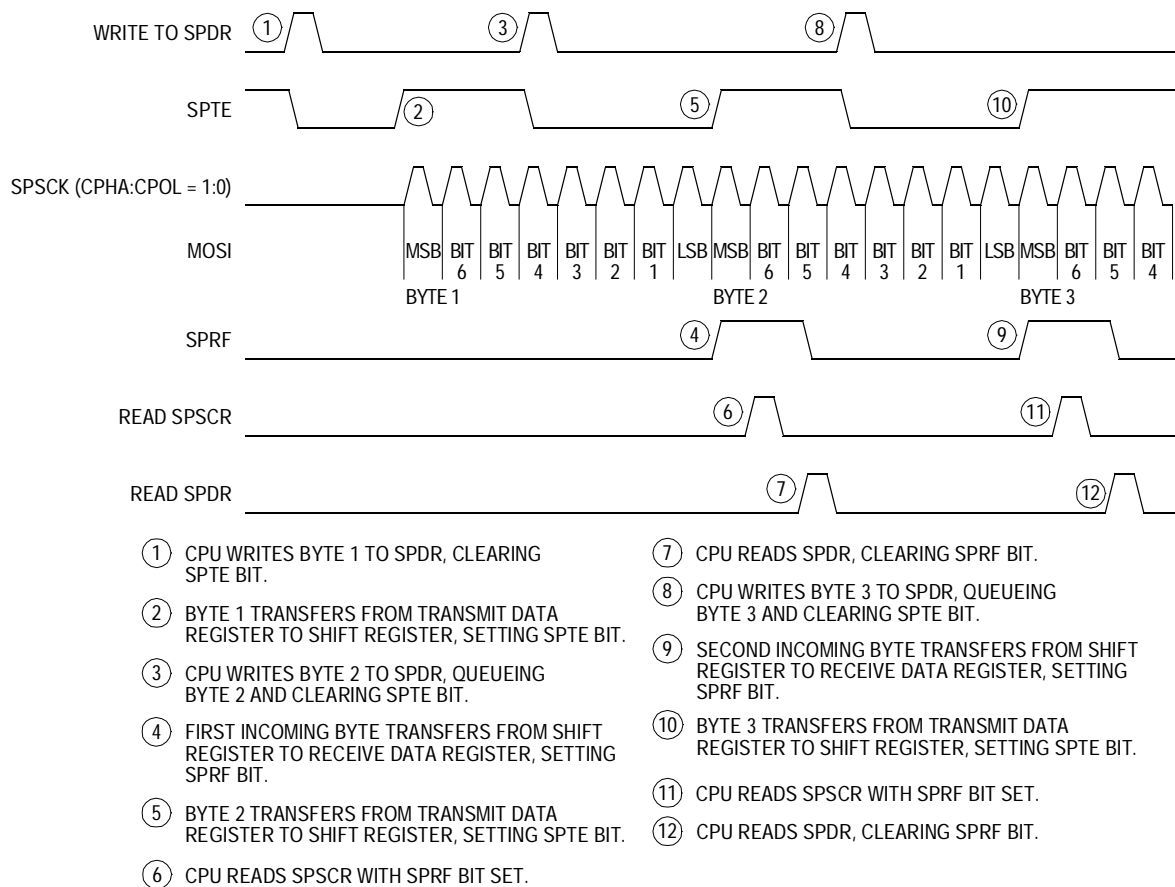 WRITE TO SPDR
1
3
8
SPTE
2
5
10
SPSCK (CPHA:CPOL = 1:0)
MOSI
MSB BIT 6 BIT 5 BIT 4 BIT 3 BIT 2 BIT 1 LSB MSB BIT 6 BIT 5 BIT 4 BIT 3 BIT 2 BIT 1 LSB MSB BIT 6 BIT 5 BIT 4
BYTE 1
BYTE 2
BYTE 3
SPRF
4
9
READ SPSCR
6
11
READ SPDR
7
12
1 CPU WRITES BYTE 1 TO SPDR, CLEARING
SPTE BIT.
2 BYTE 1 TRANSFERS FROM TRANSMIT DATA
REGISTER TO SHIFT REGISTER, SETTING SPTE BIT.
3 CPU WRITES BYTE 2 TO SPDR, QUEUEING
BYTE 2 AND CLEARING SPTE BIT.
4 FIRST INCOMING BYTE TRANSFERS FROM SHIFT
REGISTER TO RECEIVE DATA REGISTER, SETTING
SPRF BIT.
5 BYTE 2 TRANSFERS FROM TRANSMIT DATA
REGISTER TO SHIFT REGISTER, SETTING SPTE BIT.
6 CPU READS SPSCR WITH SPRF BIT SET.
7 CPU READS SPDR, CLEARING SPRF BIT.
8 CPU WRITES BYTE 3 TO SPDR, QUEUEING
BYTE 3 AND CLEARING SPTE BIT.
9 SECOND INCOMING BYTE TRANSFERS FROM SHIFT
REGISTER TO RECEIVE DATA REGISTER, SETTING
SPRF BIT.
10 BYTE 3 TRANSFERS FROM TRANSMIT DATA
REGISTER TO SHIFT REGISTER, SETTING SPTE BIT.
11 CPU READS SPSCR WITH SPRF BIT SET.
12 CPU READS SPDR, CLEARING SPRF BIT.